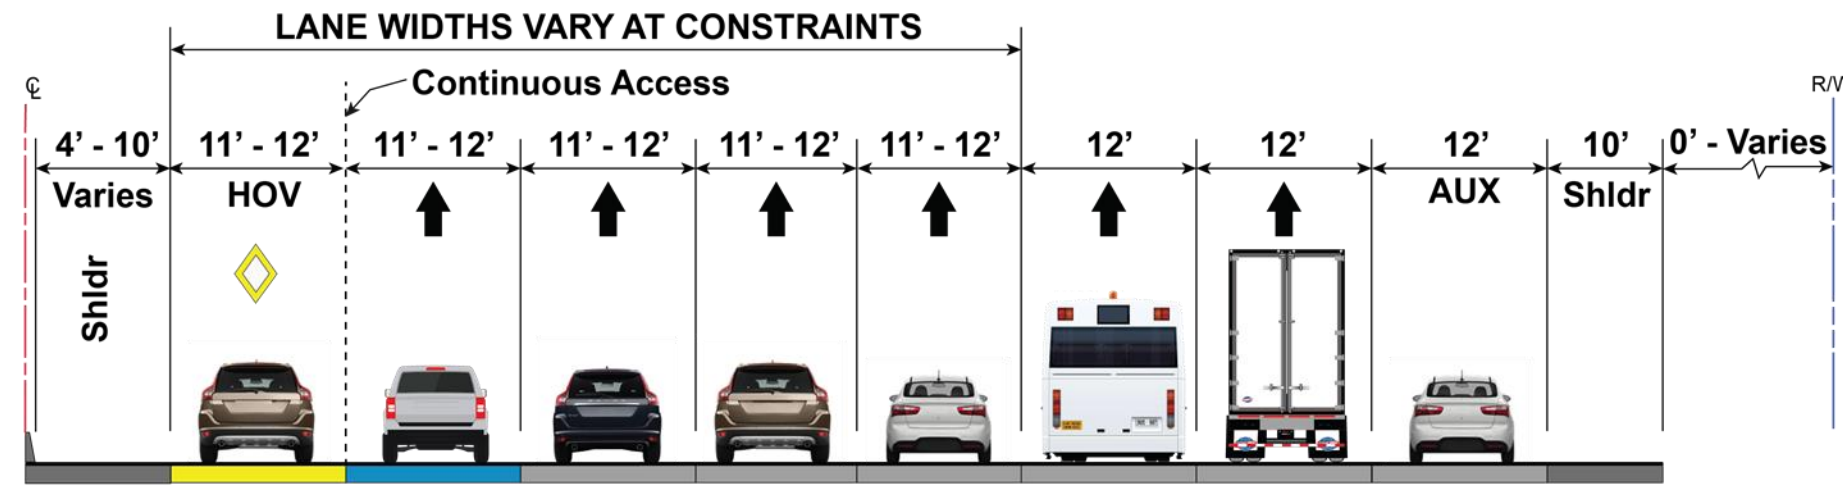 LANE WIDTHS VARY AT CONSTRAINTS
Continuous Access
℄ R/W
4’ - 10’ 11’ - 12’ 11’ - 12’ 11’ - 12’ 11’ - 12’ 11’ - 12’ 12’ 12’ 12’ 10’ 0’ - Varies
Varies HOV AUX Shldr
Shldr